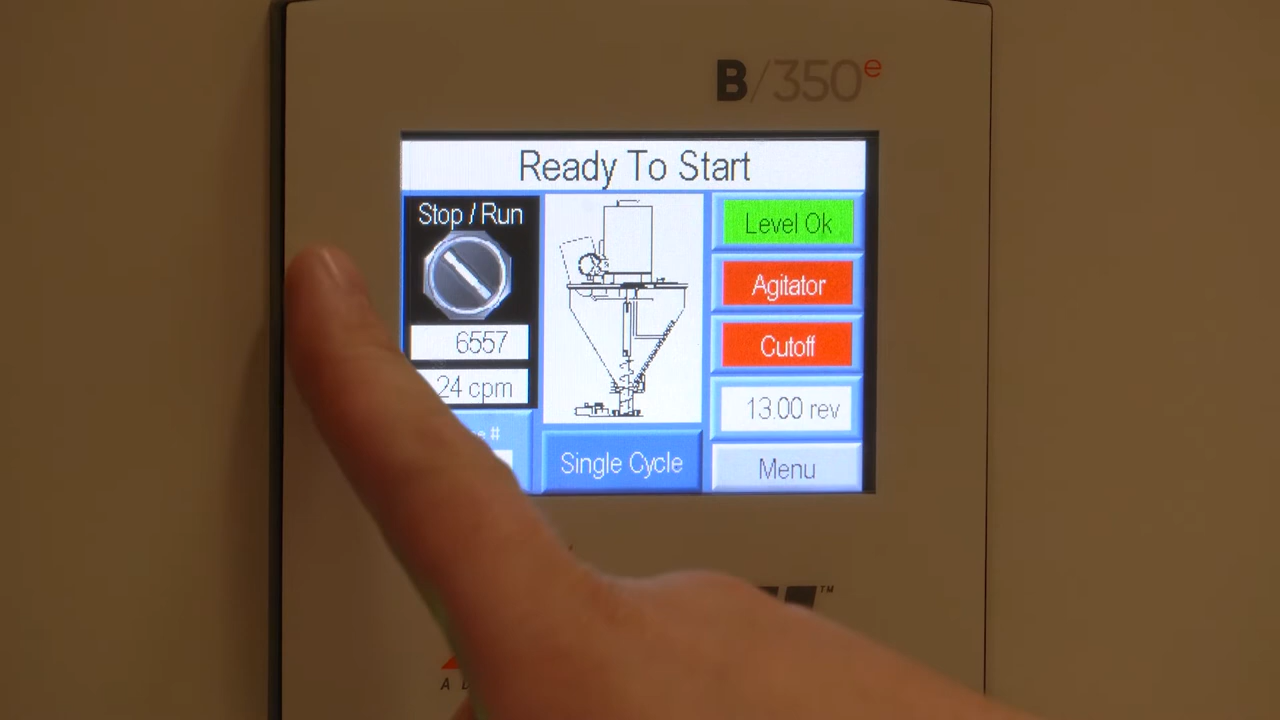 B/350e
Ready To Start
Stop / Run
Level Ok
Agitator
6557
Cutoff
24 cpm
13.00 rev
#
Single Cycle
Menu
TM
A